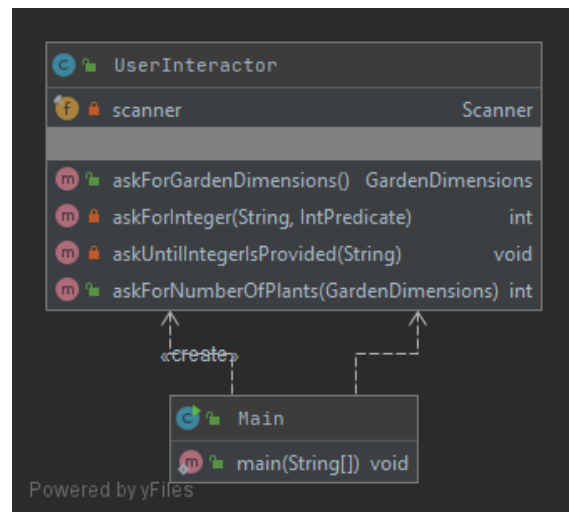 UserInteractor
scanner Scanner
askForGardenDimensions() GardenDimensions
askForInteger(String, IntPredicate) int
askUntilIntegerIsProvided(String) void
askForNumberOfPlants(GardenDimensions) int
«create»
Main
main(String[]) void
Powered by yFiles